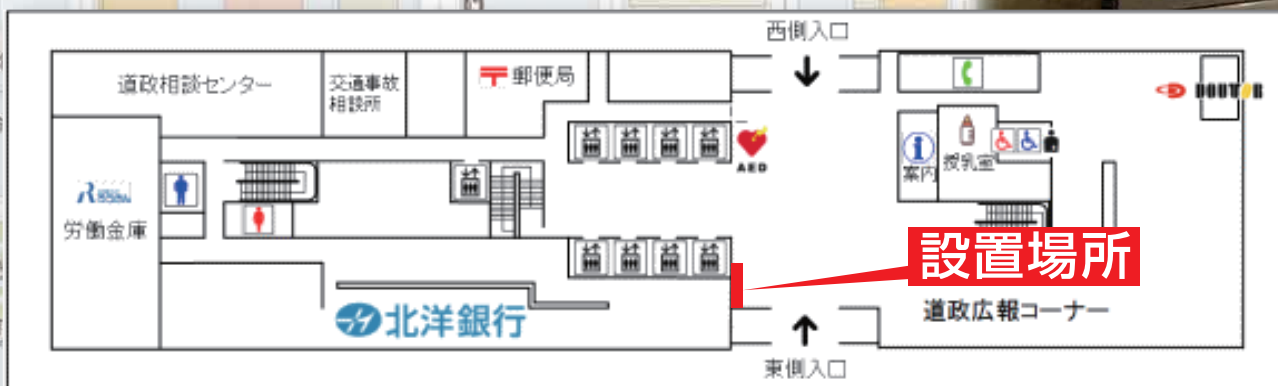 西側入口
道政相談センター
交通事故
相談所
郵便局
DOUTOR
AED
案内
授乳室
労働金庫
設置場所
北洋銀行
道政広報コーナー
東側入口